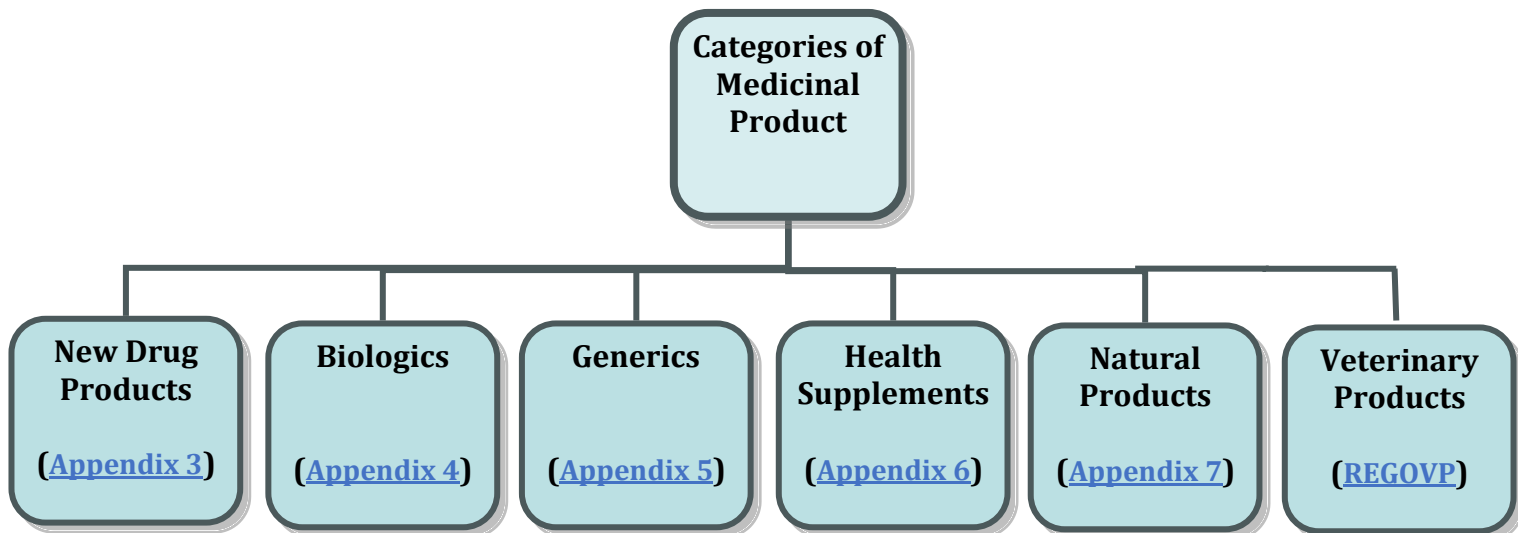 Categories of
Medicinal
Product
New Drug
Products
(Appendix 3)
Biologics
(Appendix 4)
Generics
(Appendix 5)
Health
Supplements
(Appendix 6)
Natural
Products
(Appendix 7)
Veterinary
Products
(REGOVP)